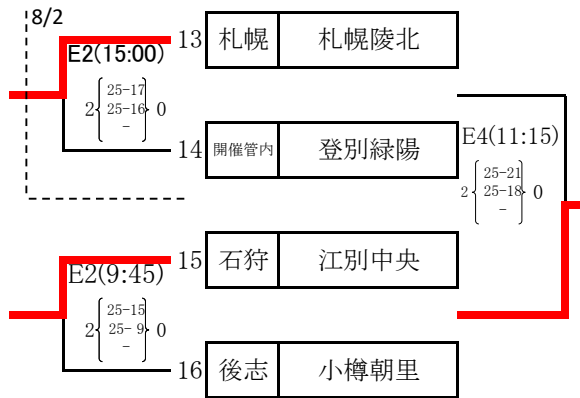 8/2
13 札幌 札幌陵北
E2(15:00)
25-17
2 25-16 0
-
14 開催管内 登別緑陽
E4(11:15)
25-21
2 25-18 0
-
15 石狩 江別中央
E2(9:45)
25-15
2 25- 9 0
-
16 後志 小樽朝里